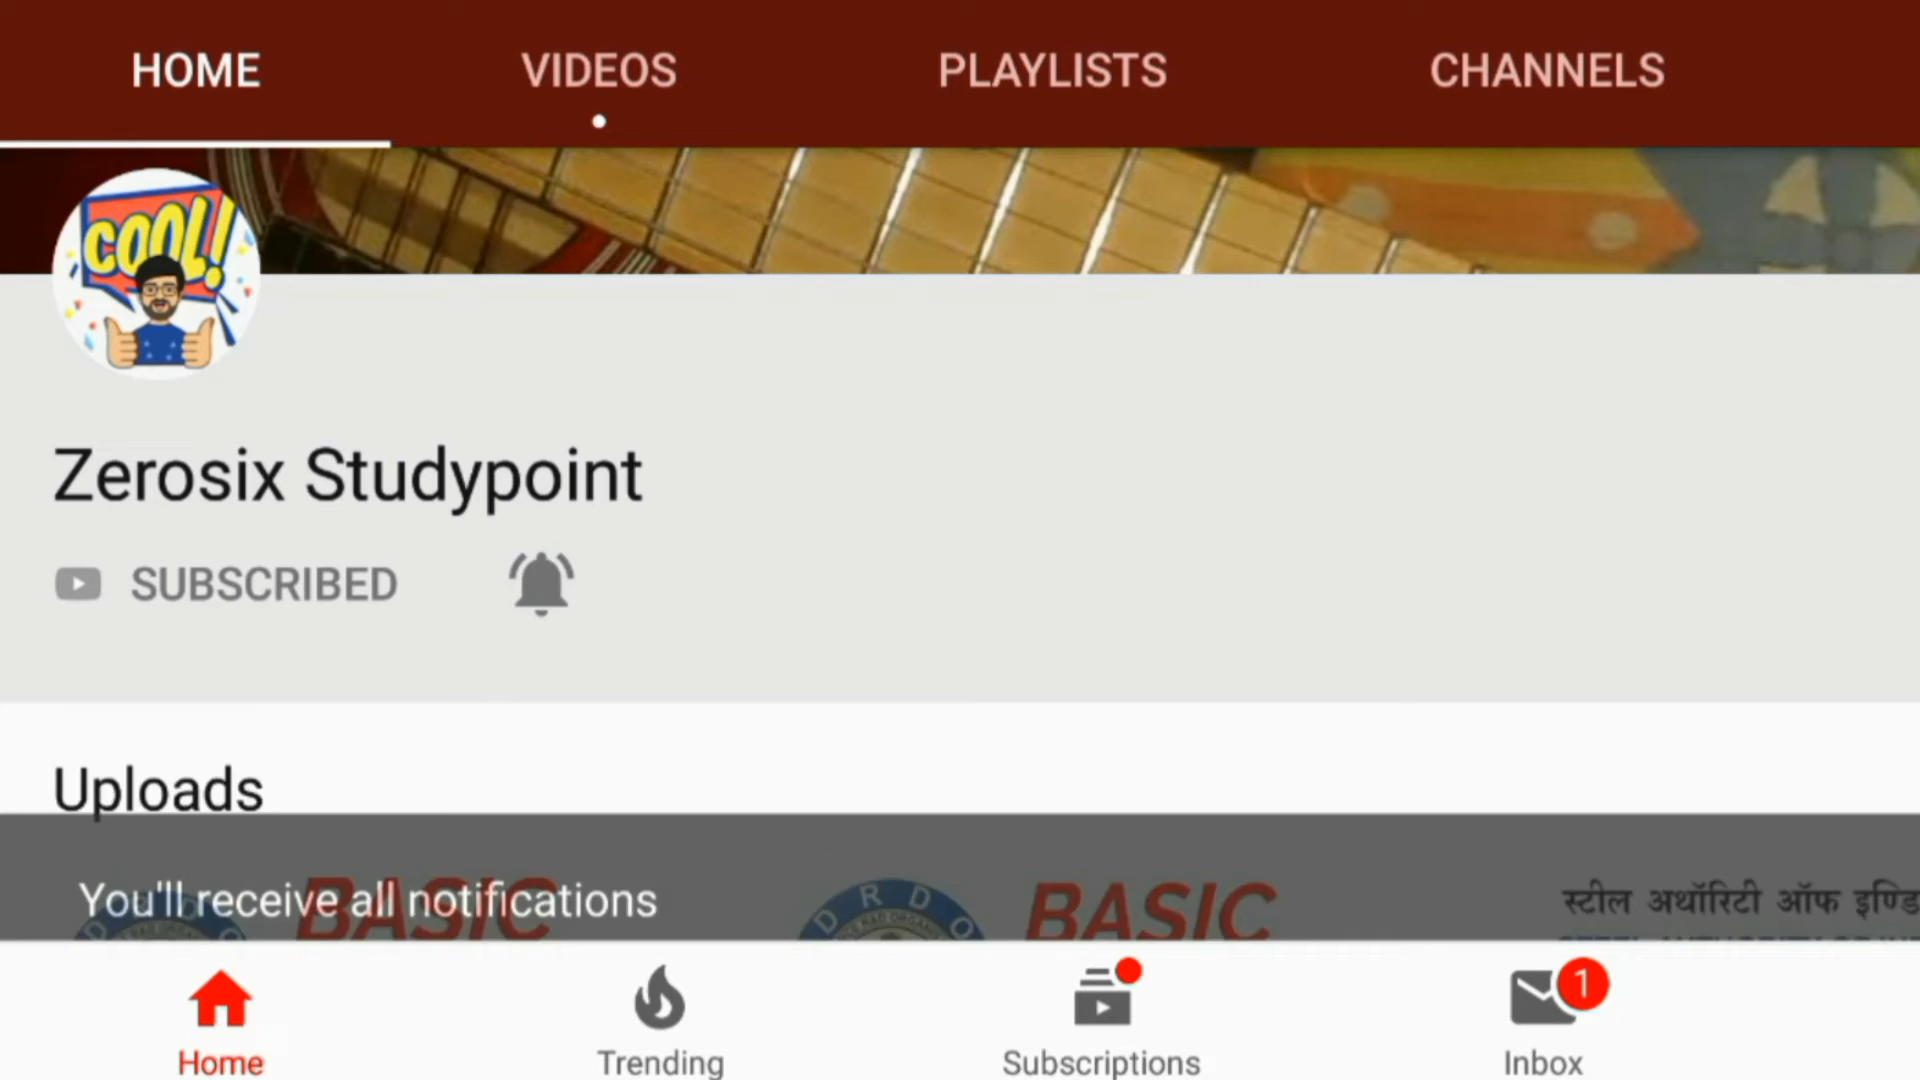 HOME VIDEOS PLAYLISTS CHANNELS
COOL!
Zerosix Studypoint
SUBSCRIBED
Uploads
You'll receive all notifications
BASIC
DRDO
BASIC
स्टील अथॉरिटी ऑफ
Home Trending Subscriptions Inbox
1